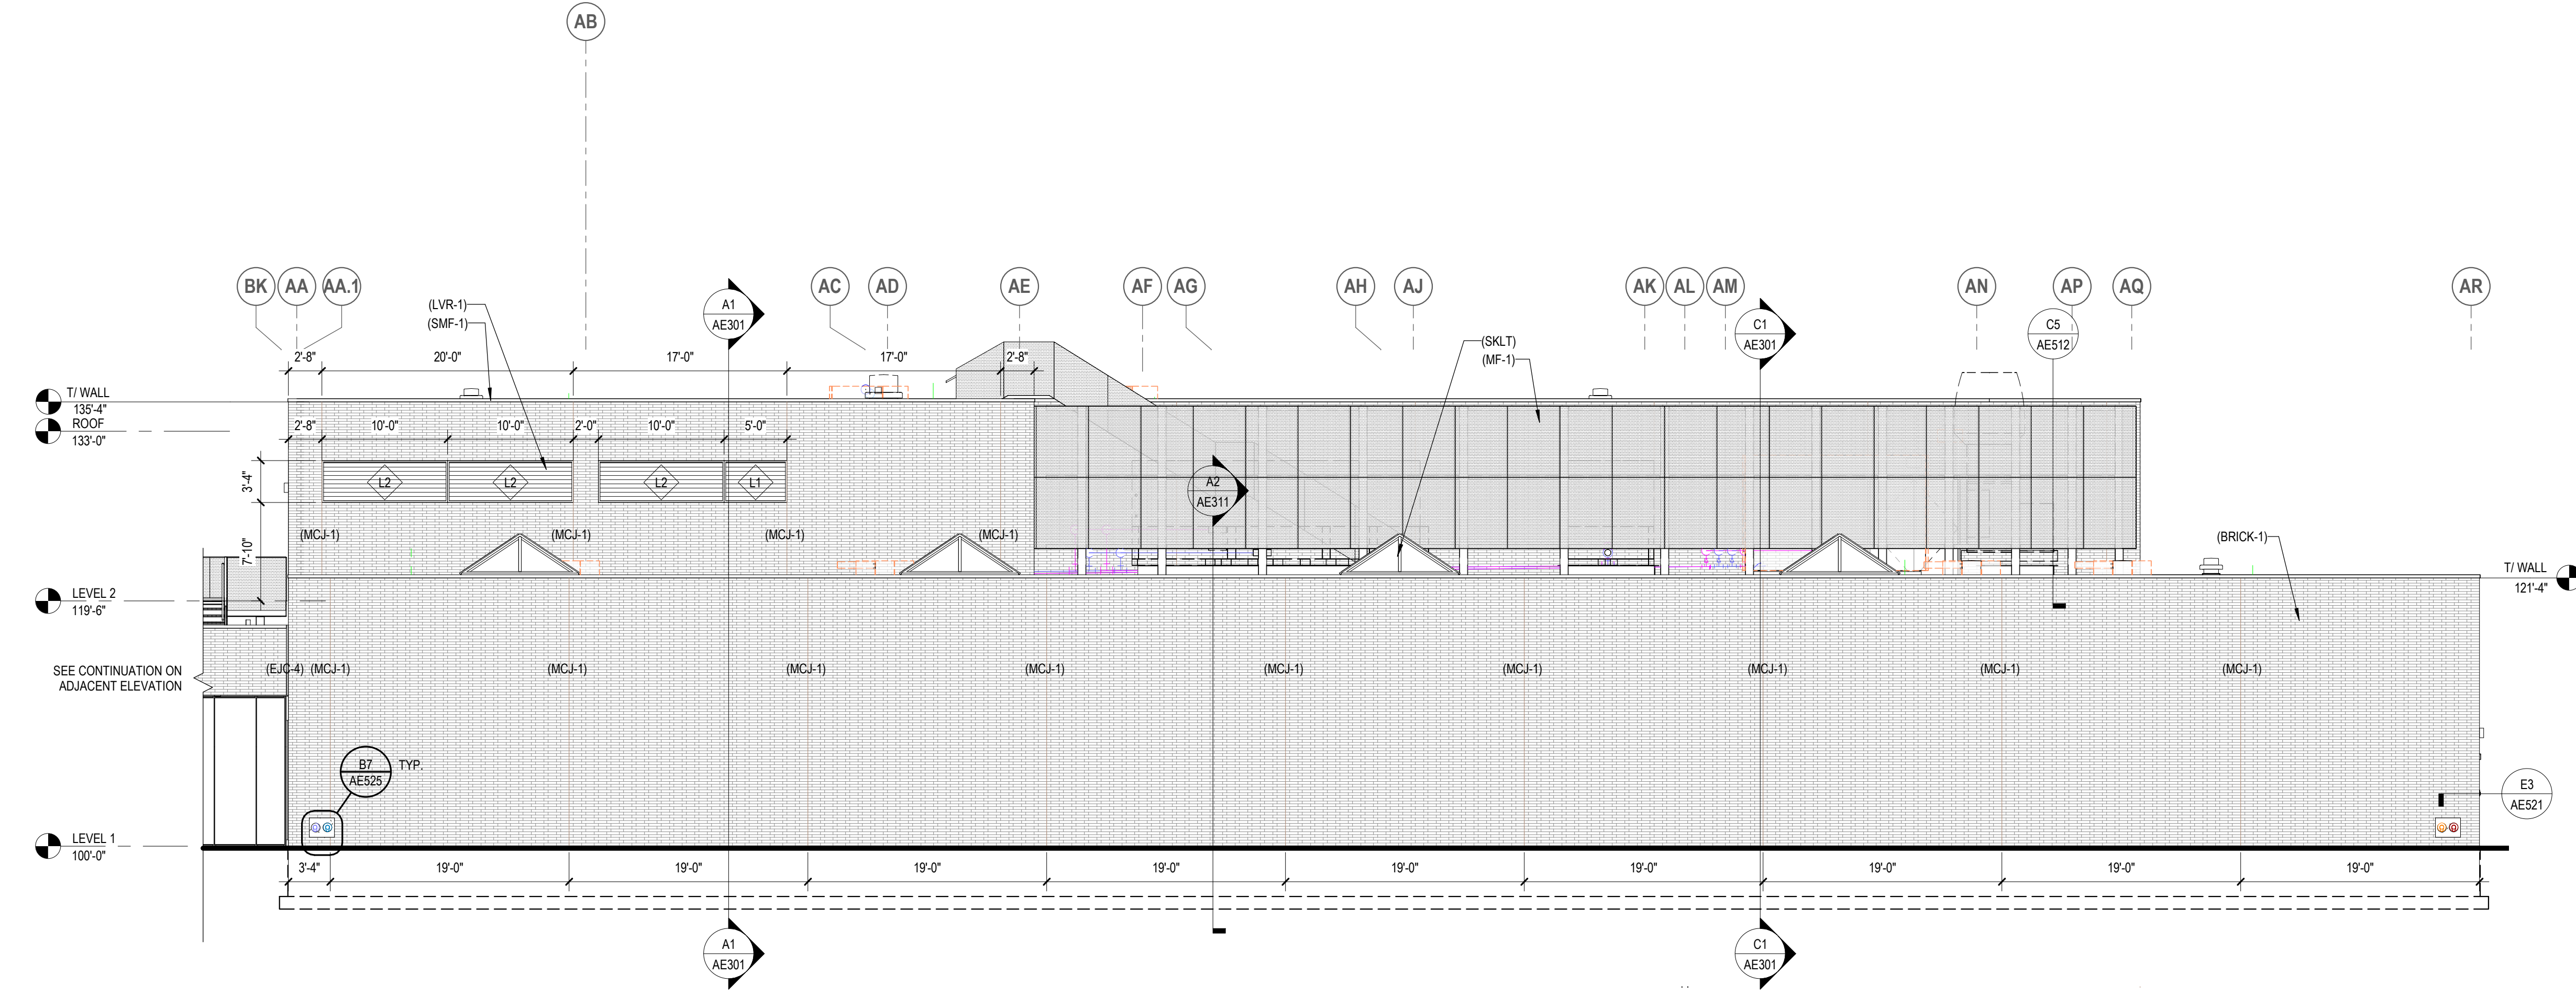 AB
BK
AA
AA.1
AC
AD
AE
AF
AG
AH
AJ
AK
AL
AM
AN
AP
AQ
AR
(LVR-1)
(SMF-1)
A1
AE301
C1
AE301
C5
AE512
(SKLT)
(MF-1)
2'-8"
20'-0"
17'-0"
17'-0"
2'-8"
T/ WALL
135'-4"
ROOF
133'-0"
2'-8"
10'-0"
10'-0"
2'-0"
10'-0"
5'-0"
3'-4"
L2
L2
L2
L1
A2
AE311
(MCJ-1)
(MCJ-1)
(MCJ-1)
(MCJ-1)
(BRICK-1)
7'-10"
T/ WALL
121'-4"
LEVEL 2
119'-6"
SEE CONTINUATION ON
ADJACENT ELEVATION
(EJC-4)
(MCJ-1)
(MCJ-1)
(MCJ-1)
(MCJ-1)
(MCJ-1)
(MCJ-1)
(MCJ-1)
(MCJ-1)
(MCJ-1)
B7
AE525
TYP.
E3
AE521
LEVEL 1
100'-0"
3'-4"
19'-0"
19'-0"
19'-0"
19'-0"
19'-0"
19'-0"
19'-0"
19'-0"
19'-0"
A1
AE301
C1
AE301